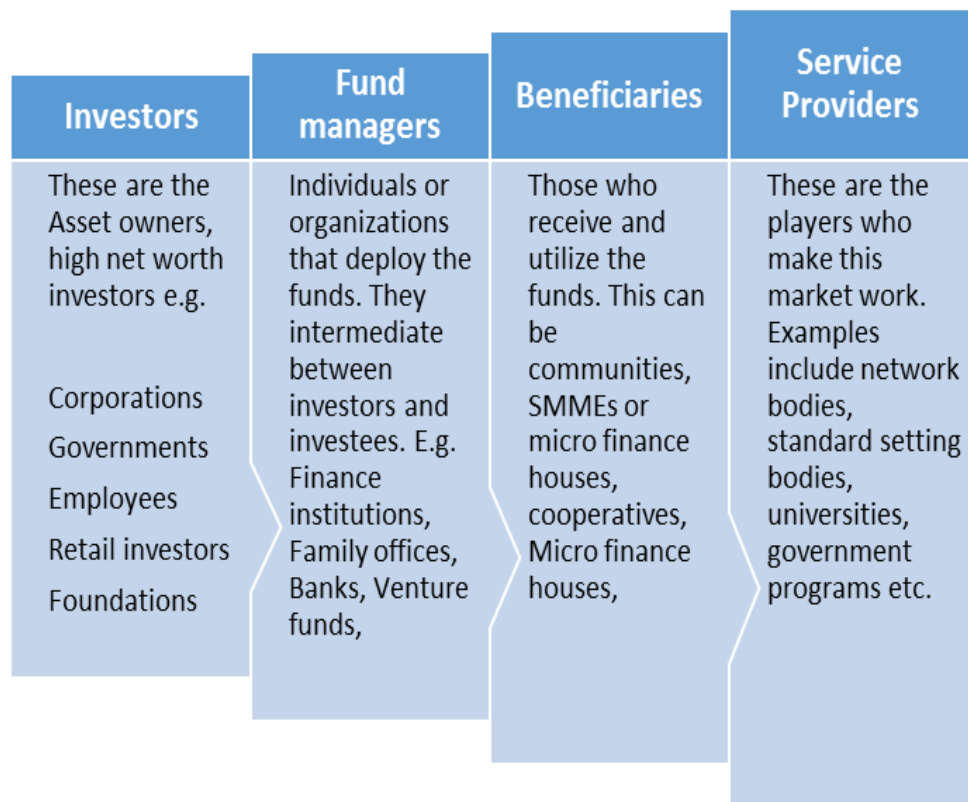 Investors
These are the
Asset owners,
high net worth
investors e.g.
Corporations
Governments
Employees
Retail investors
Foundations
Fund
managers
Individuals or
organizations
that deploy the
funds. They
intermediate
between
investors and
investees. E.g.
Finance
institutions,
Family offices,
Banks, Venture
funds,
Beneficiaries
Those who
receive and
utilize the
funds. This can
be
communities,
SMMEs or
micro finance
houses,
cooperatives,
Micro finance
houses,
Service
Providers
These are the
players who
make this
market work.
Examples
include network
bodies,
standard setting
bodies,
universities,
government
programs etc.